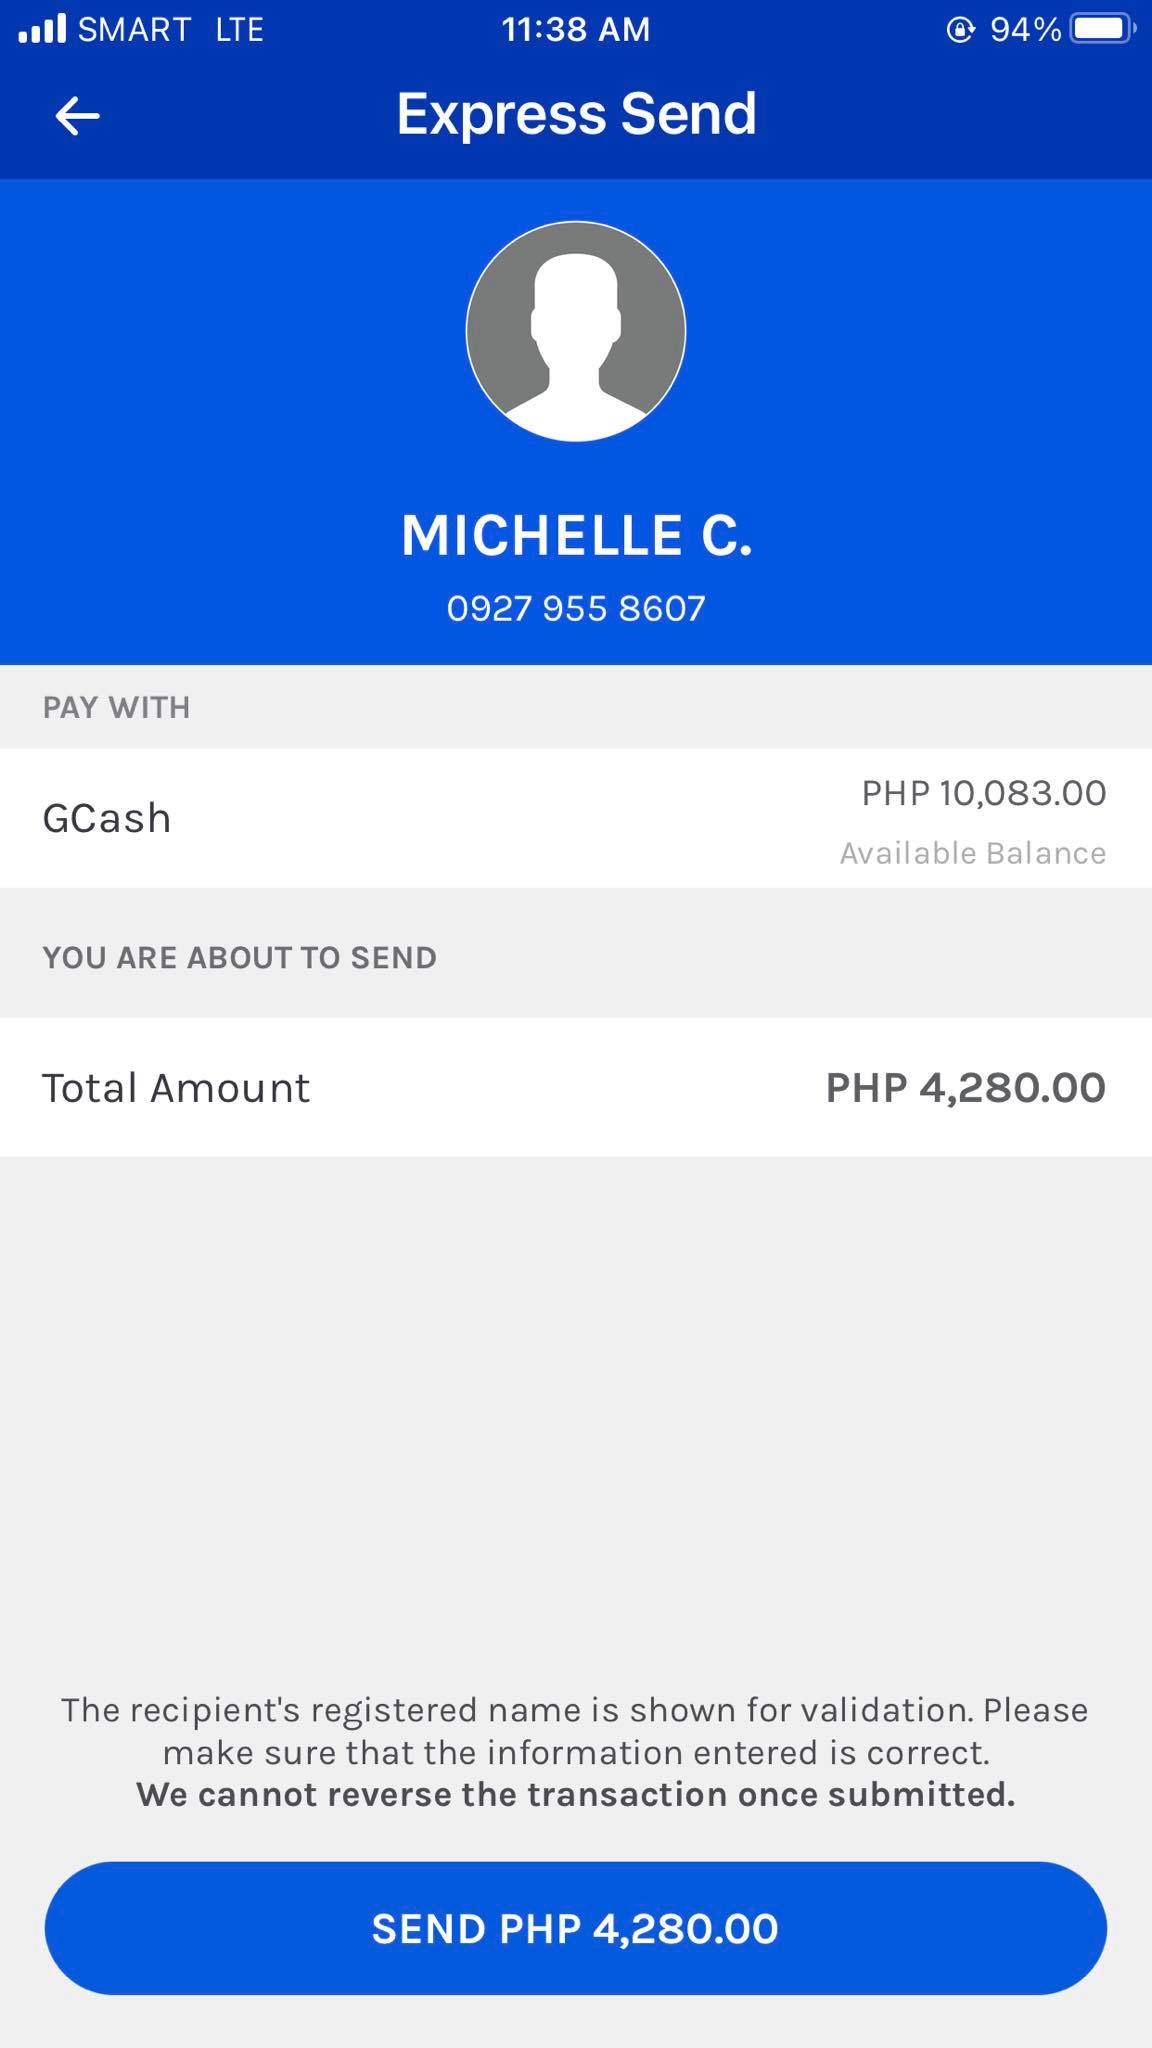 SMART LTE 11:38 AM 94%
Express Send
MICHELLE C.
0927 955 8607
PAY WITH
GCash PHP 10,083.00
Available Balance
YOU ARE ABOUT TO SEND
Total Amount PHP 4,280.00
The recipient's registered name is shown for validation. Please
make sure that the information entered is correct.
We cannot reverse the transaction once submitted.
SEND PHP 4,280.00